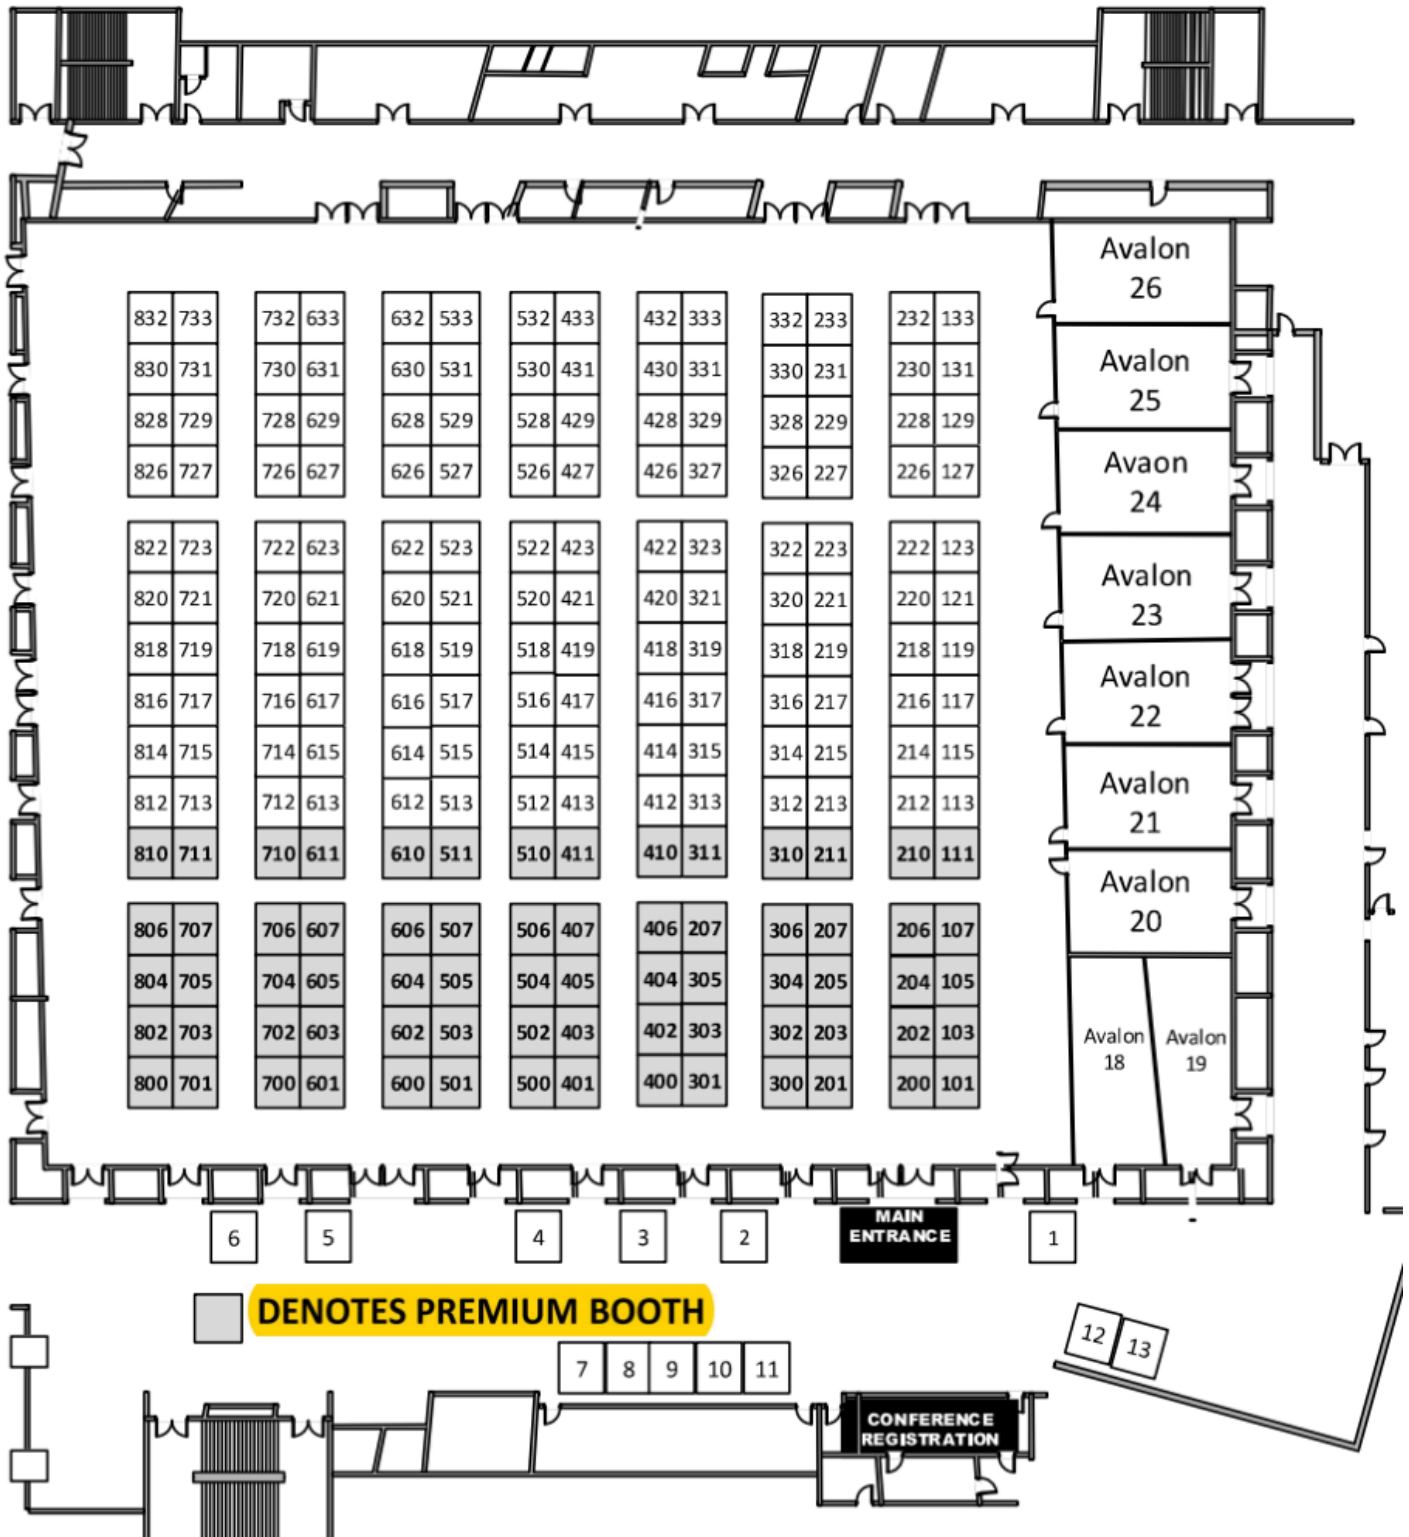 Avalon
26
832 733 732 633 632 533 532 433 432 333 332 233 232 133
830 731 730 631 630 531 530 431 430 331 330 231 230 131
Avalon
25
828 729 728 629 628 529 528 429 428 329 328 229 228 129
826 727 726 627 626 527 526 427 426 327 326 227 226 127
Avaon
24
822 723 722 623 622 523 522 423 422 323 322 223 222 123
820 721 720 621 620 521 520 421 420 321 320 221 220 121
Avalon
23
818 719 718 619 618 519 518 419 418 319 318 219 218 119
816 717 716 617 616 517 516 417 416 317 316 217 216 117
Avalon
22
814 715 714 615 614 515 514 415 414 315 314 215 214 115
812 713 712 613 612 513 512 413 412 313 312 213 212 113
Avalon
21
810 711 710 611 610 511 510 411 410 311 310 211 210 111
Avalon
20
806 707 706 607 606 507 506 407 406 207 306 207 206 107
804 705 704 605 604 505 504 405 404 305 304 205 204 105
802 703 702 603 602 503 502 403 402 303 302 203 202 103
800 701 700 601 600 501 500 401 400 301 300 201 200 101
Avalon
18
Avalon
19
6 5 4 3 2
MAIN
ENTRANCE
1
DENOTES PREMIUM BOOTH
7 8 9 10 11
12 13
CONFERENCE
REGISTRATION